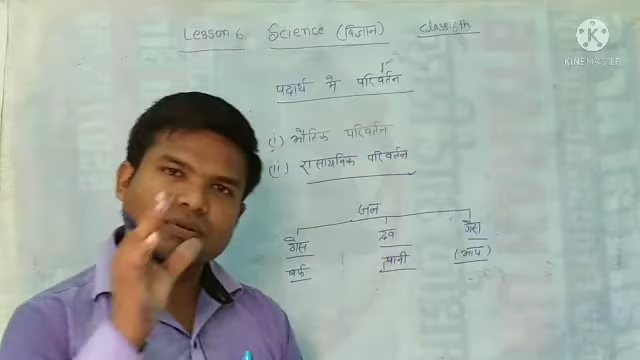 Lesson 6 Science (विज्ञान) Class 6th
KINEMASTER
पदार्थ में परिवर्तन
(i) भौतिक परिवर्तन
(ii) रासायनिक परिवर्तन
जल
गैस द्रव गैस
बर्फ पानी (भाप)